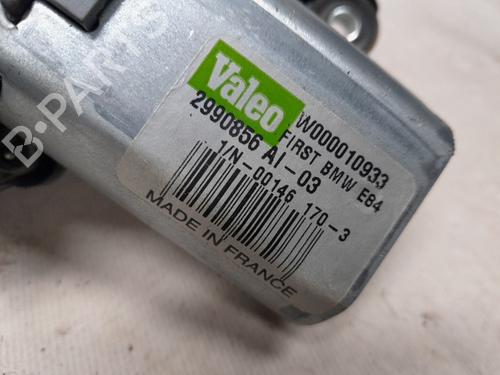 Valeo
W000010933
FIRST BMW E84
2990856 AI-03
1/N-00146 170-3
MADE IN FRANCE
B-PARTS